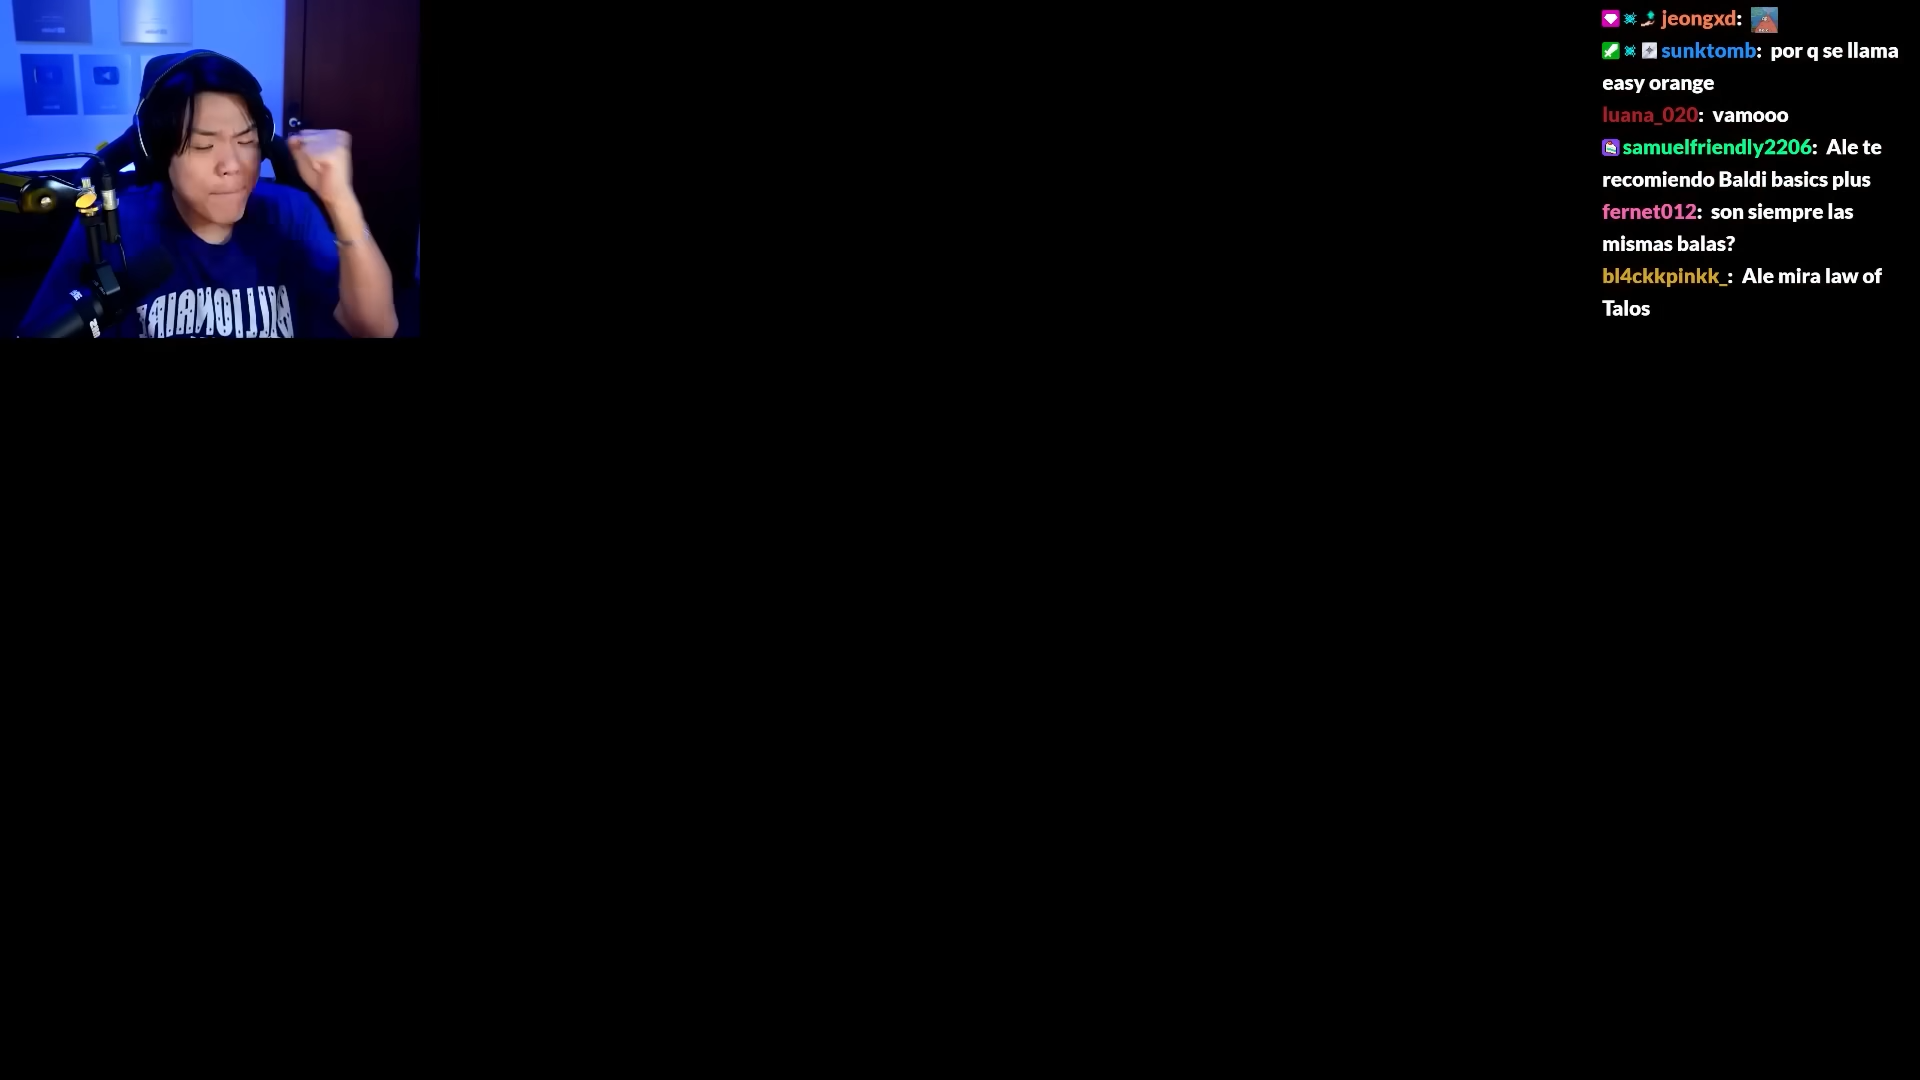 BILLIONAIRE
jeongxd:
sunktomb: por q se llama
easy orange
luana_020: vamooo
samuelfriendly2206: Ale te
recomiendo Baldi basics plus
fernet012: son siempre las
mismas balas?
bl4ckkpinkk_: Ale mira law of
Talos